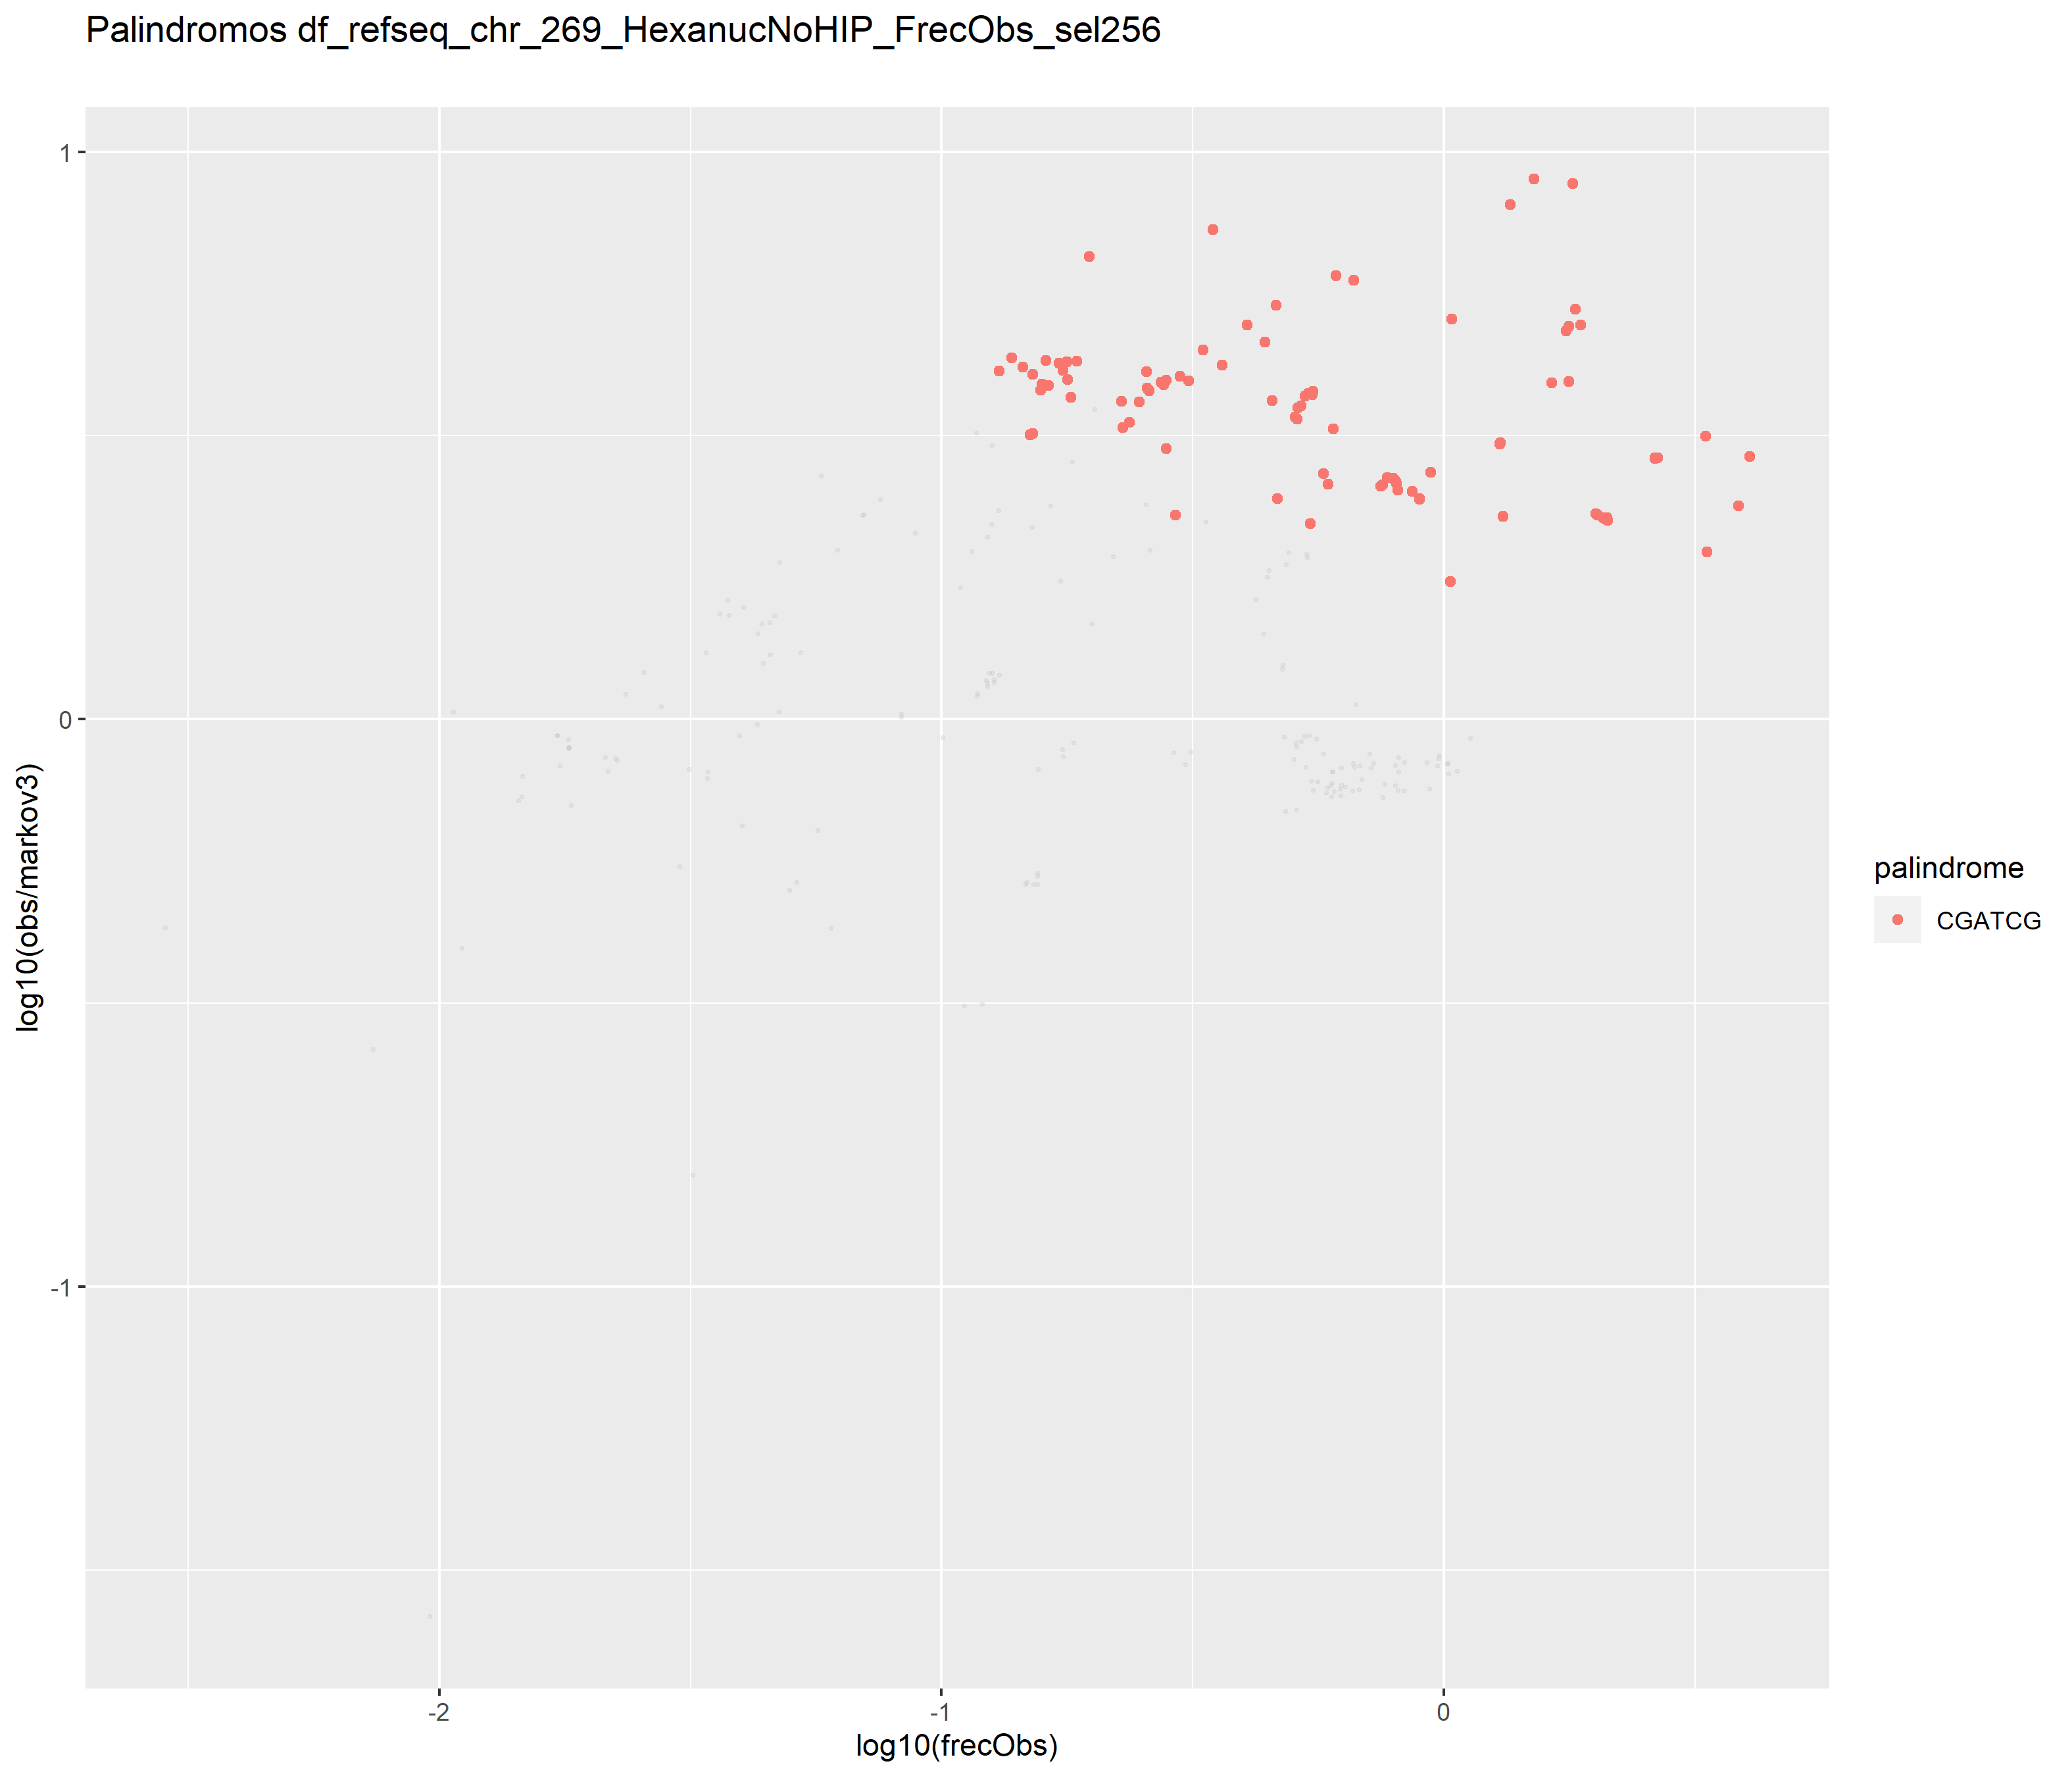 Palindromos df_refseq_chr_269_HexanucNoHIP_FrecObs_sel256
1
0
-1
log10(obs/markov3)
-2
-1
0
log10(frecObs)
palindrome
CGATCG